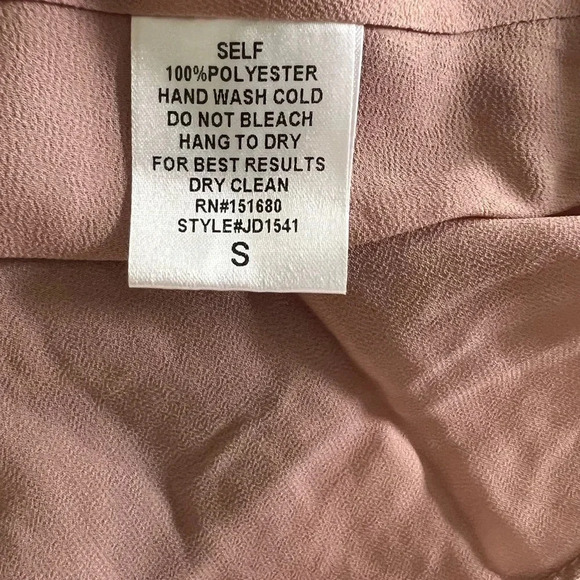 SELF
100%POLYESTER
HAND WASH COLD
DO NOT BLEACH
HANG TO DRY
FOR BEST RESULTS
DRY CLEAN
RN#151680
STYLE#JD1541
S